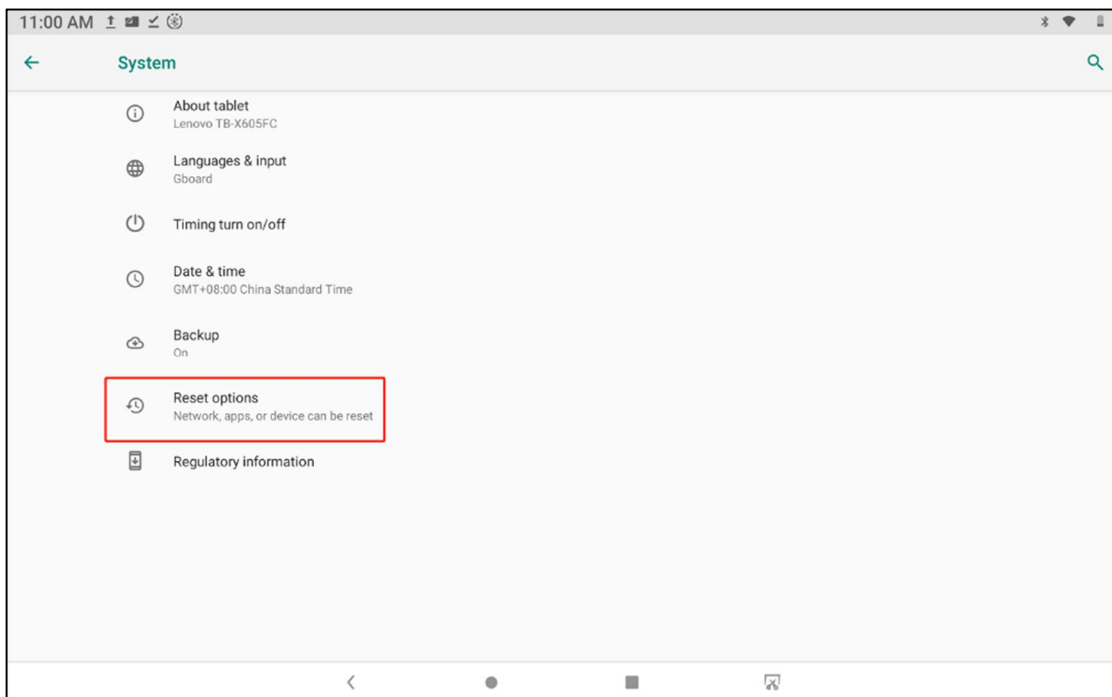 11:00 AM
System
About tablet
Lenovo TB-X605FC
Languages & input
Gboard
Timing turn on/off
Date & time
GMT+08:00 China Standard Time
Backup
On
Reset options
Network, apps, or device can be reset
Regulatory information